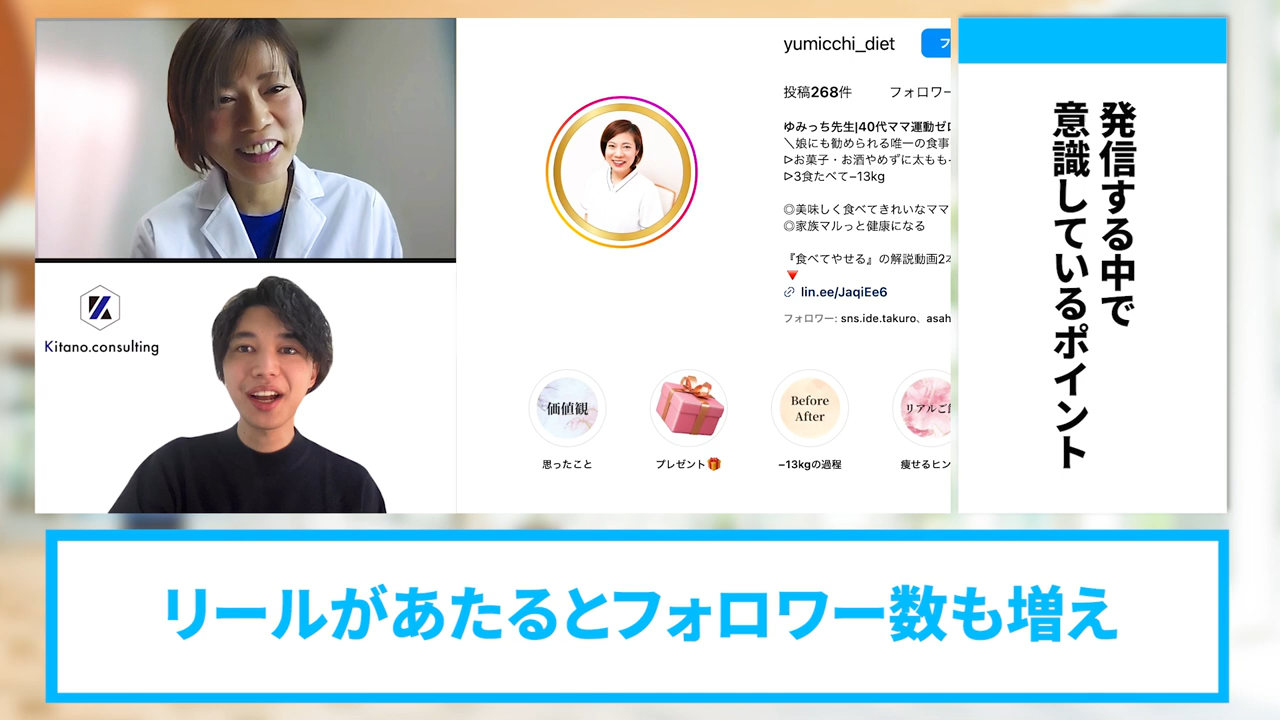 Kitano.consulting
yumicchi_diet
フ
投稿268件 フォロワー
ゆみっち先生|40代ママ運動ゼロ
＼娘にも勧められる唯一の食事
▷お菓子・お酒やめずに太もも
▷3食たべて−13kg
◎美味しく食べてきれいなママ
◎家族マルっと健康になる
『食べてやせる』の解説動画2
lin.ee/JaqiEe6
フォロワー: sns.ide.takuro、asah
価値観
Before
After
リアルご
思ったこと
プレゼント🎁
−13kgの過程
痩せるヒン
発信する中で
意識しているポイント
リールがあたるとフォロワー数も増え